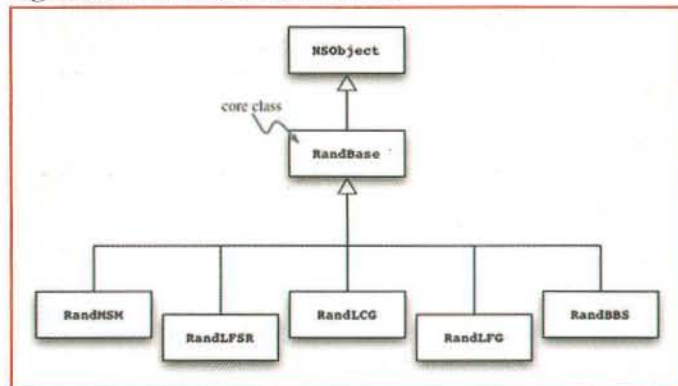 NSObject
core class
RandBase
RandMSM
RandLFSR
RandLCG
RandLFG
RandBBS